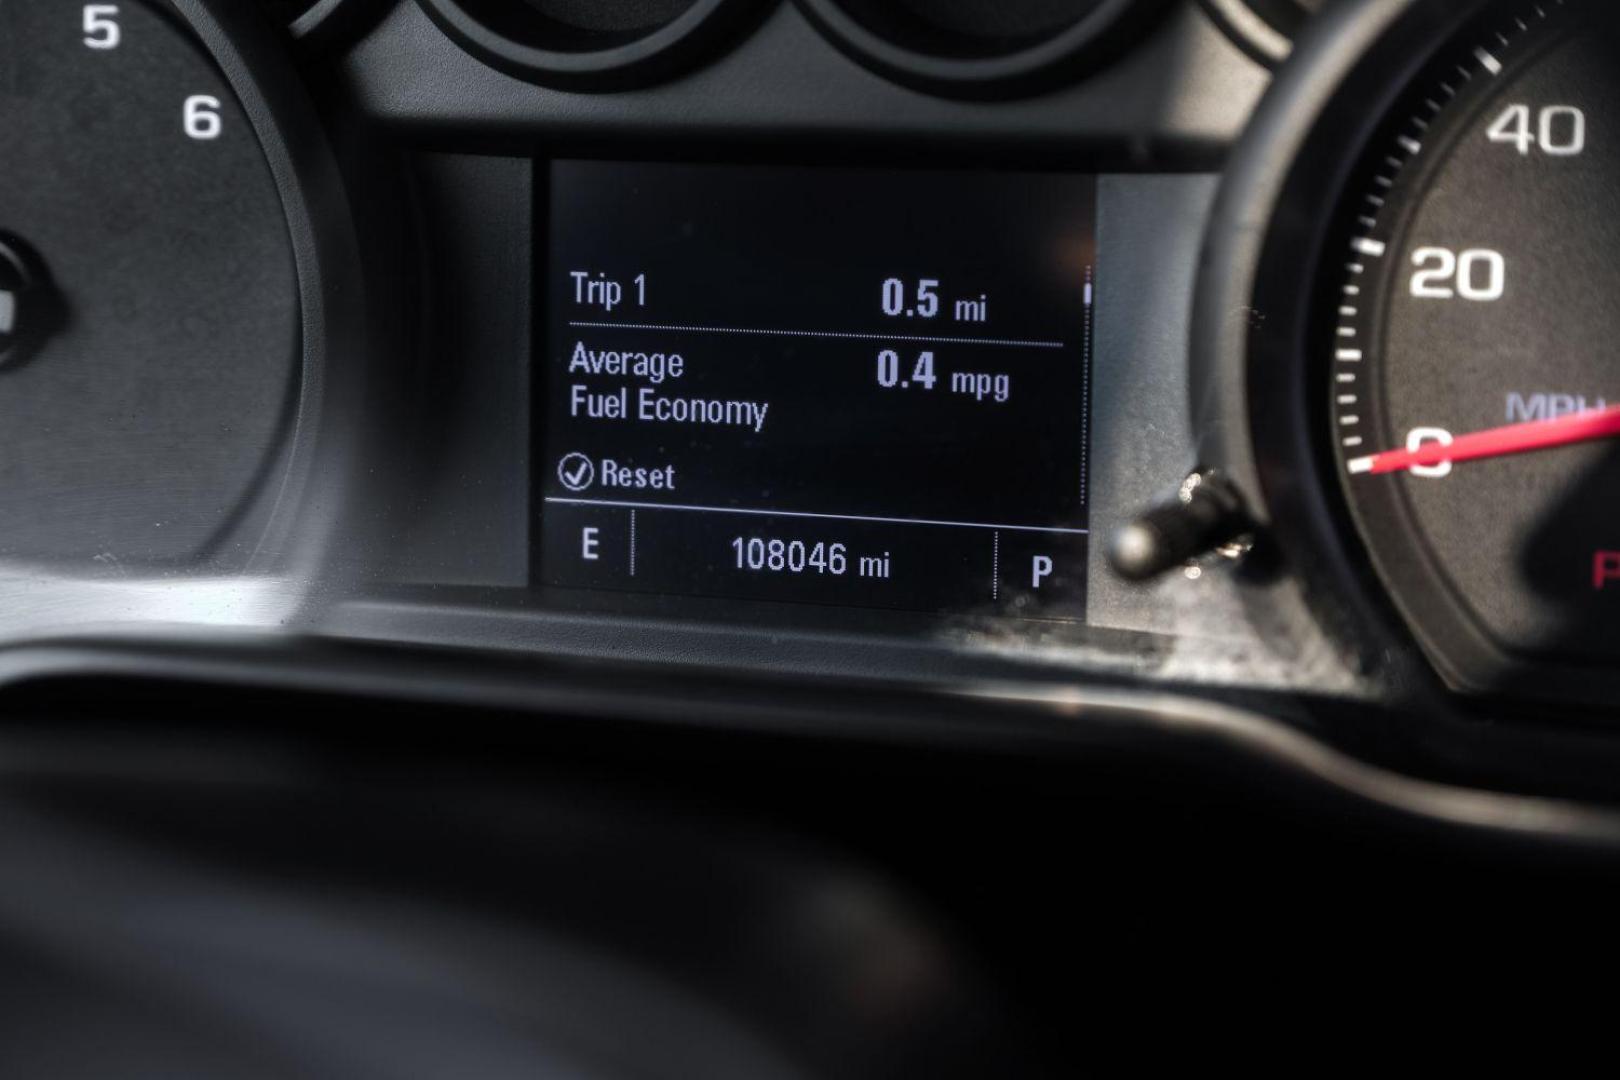 5
6
Trip 1 0.5 mi
Average 0.4 mpg
Fuel Economy
Reset
E 108046 mi P
40
20
MPH
0
P